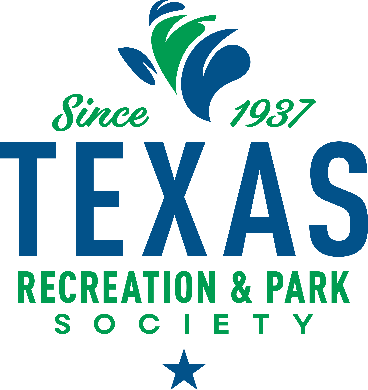 Since 1937
TEXAS
RECREATION & PARK
SOCIETY